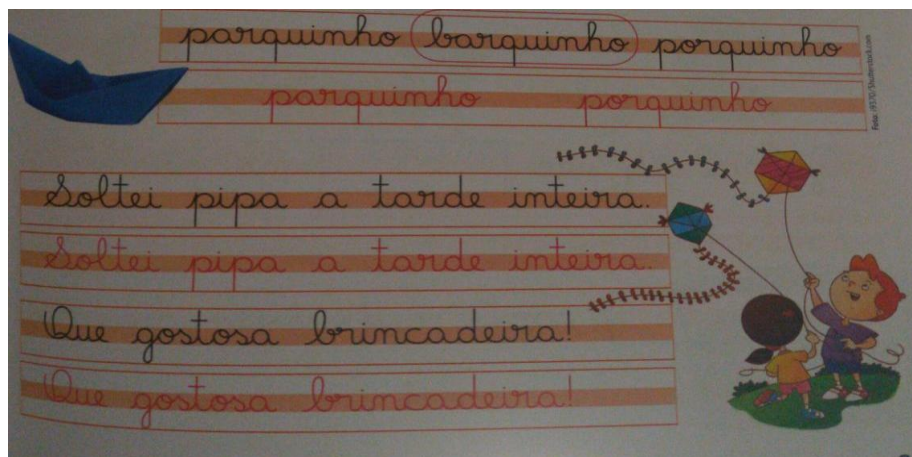 parquinho barquinho porquinho
parquinho porquinho
Soltei pipa a tarde inteira.
Soltei pipa a tarde inteira.
Que gostosa brincadeira!
Que gostosa brincadeira!